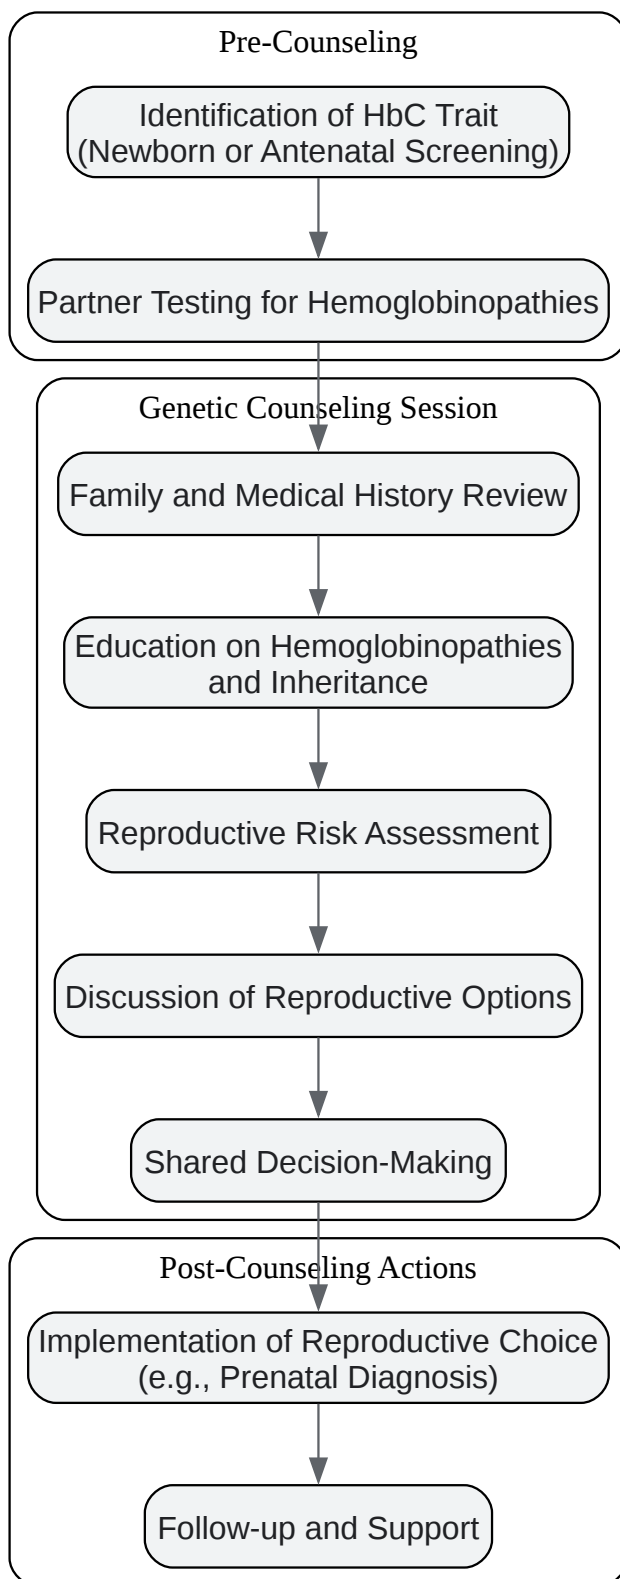 Pre-Counseling
Identification of HbC Trait
(Newborn or Antenatal Screening)
Partner Testing for Hemoglobinopathies
Genetic Counseling Session
Family and Medical History Review
Education on Hemoglobinopathies
and Inheritance
Reproductive Risk Assessment
Discussion of Reproductive Options
Shared Decision-Making
Post-Counseling Actions
Implementation of Reproductive Choice
(e.g., Prenatal Diagnosis)
Follow-up and Support